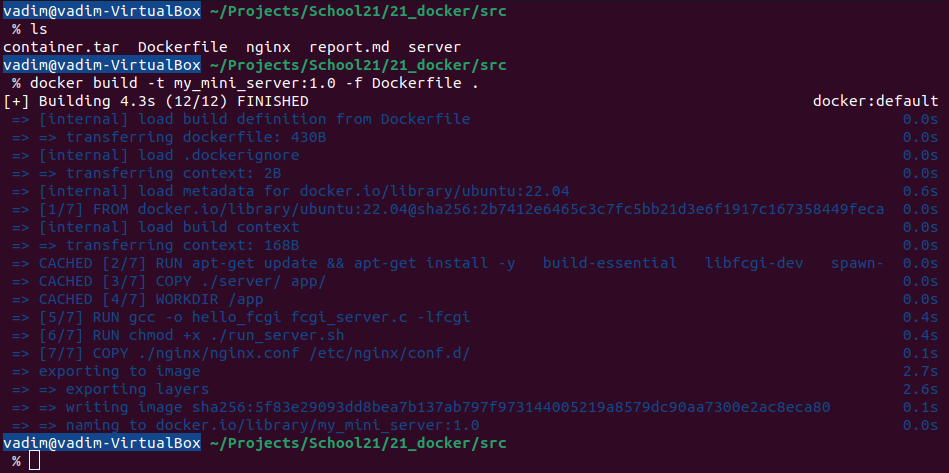 vadim@vadim-VirtualBox ~/Projects/School21/21_docker/src
% ls
container.tar Dockerfile nginx report.md server
vadim@vadim-VirtualBox ~/Projects/School21/21_docker/src
% docker build -t my_mini_server:1.0 -f Dockerfile .
[+] Building 4.3s (12/12) FINISHED docker:default
=> [internal] load build definition from Dockerfile 0.0s
=> => transferring dockerfile: 430B 0.0s
=> [internal] load .dockerignore 0.0s
=> => transferring context: 2B 0.0s
=> [internal] load metadata for docker.io/library/ubuntu:22.04 0.6s
=> [1/7] FROM docker.io/library/ubuntu:22.04@sha256:2b7412e6465c3c7fc5bb21d3e6f1917c167358449feca 0.0s
=> [internal] load build context 0.0s
=> => transferring context: 168B 0.0s
=> CACHED [2/7] RUN apt-get update && apt-get install -y build-essential libfcgi-dev spawn- 0.0s
=> CACHED [3/7] COPY ./server/ app/ 0.0s
=> CACHED [4/7] WORKDIR /app 0.0s
=> [5/7] RUN gcc -o hello_fcgi fcgi_server.c -lfcgi 0.4s
=> [6/7] RUN chmod +x ./run_server.sh 0.4s
=> [7/7] COPY ./nginx/nginx.conf /etc/nginx/conf.d/ 0.1s
=> exporting to image 2.7s
=> => exporting layers 2.6s
=> => writing image sha256:5f83e29093dd8bea7b137ab797f973144005219a8579dc90aa7300e2ac8eca80 0.1s
=> => naming to docker.io/library/my_mini_server:1.0 0.0s
vadim@vadim-VirtualBox ~/Projects/School21/21_docker/src
%